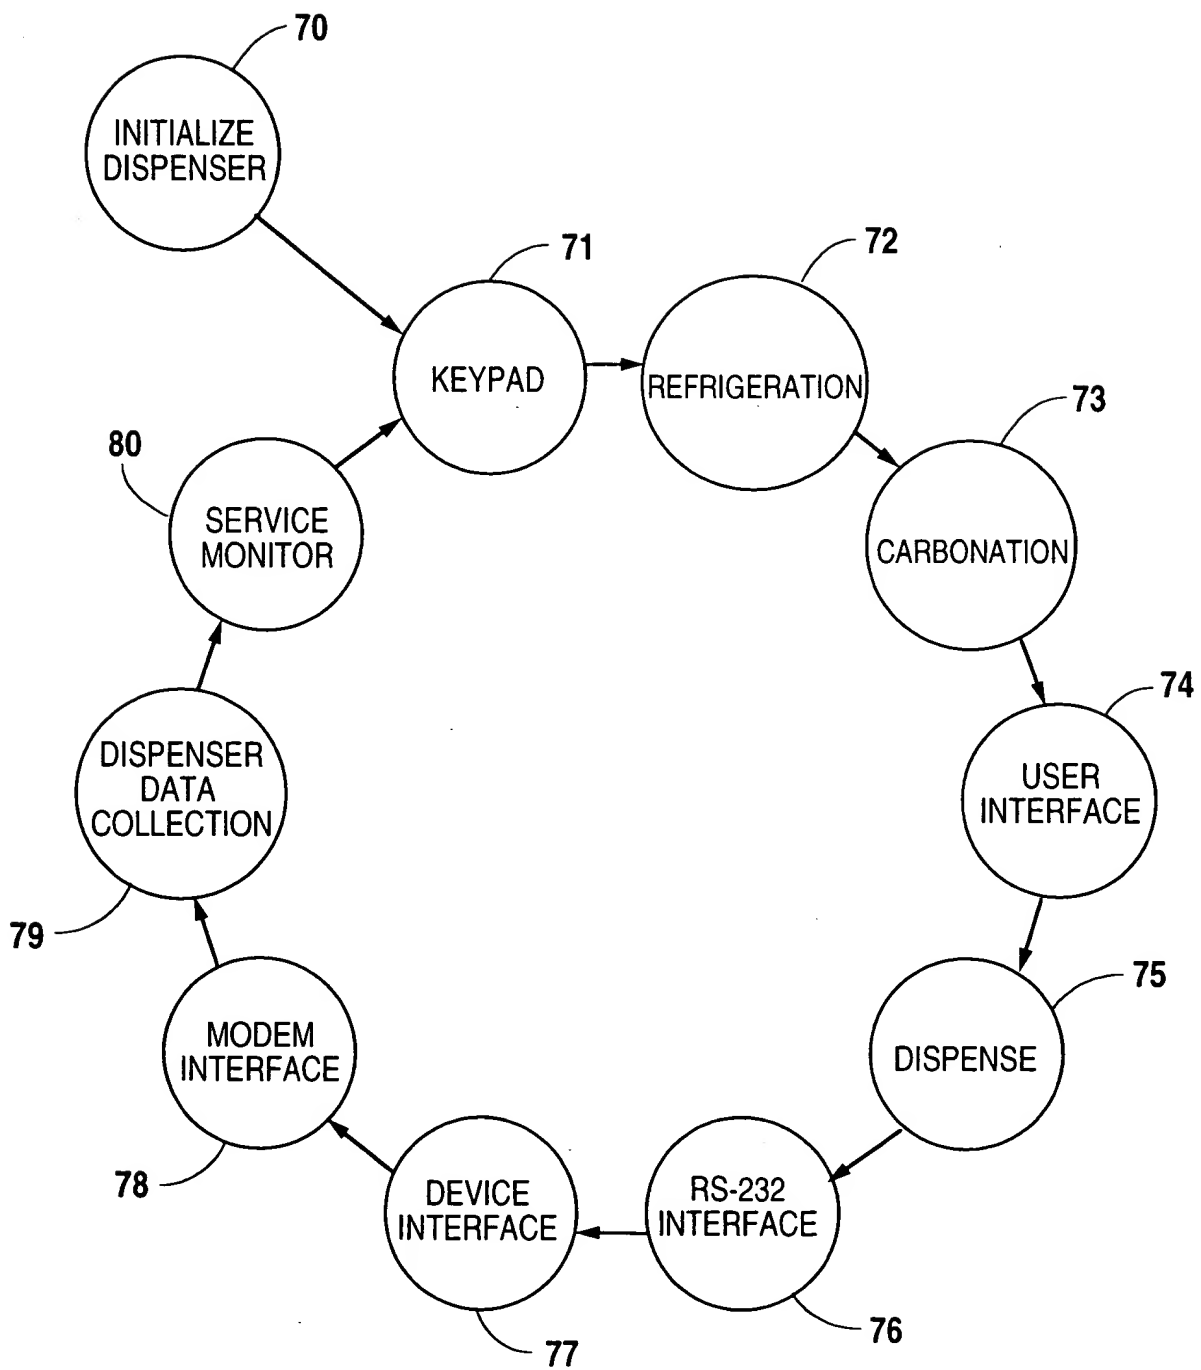 70
INITIALIZE
DISPENSER
71
KEYPAD
72
REFRIGERATION
73
CARBONATION
74
USER
INTERFACE
75
DISPENSE
76
RS-232
INTERFACE
77
DEVICE
INTERFACE
78
MODEM
INTERFACE
79
DISPENSER
DATA
COLLECTION
80
SERVICE
MONITOR